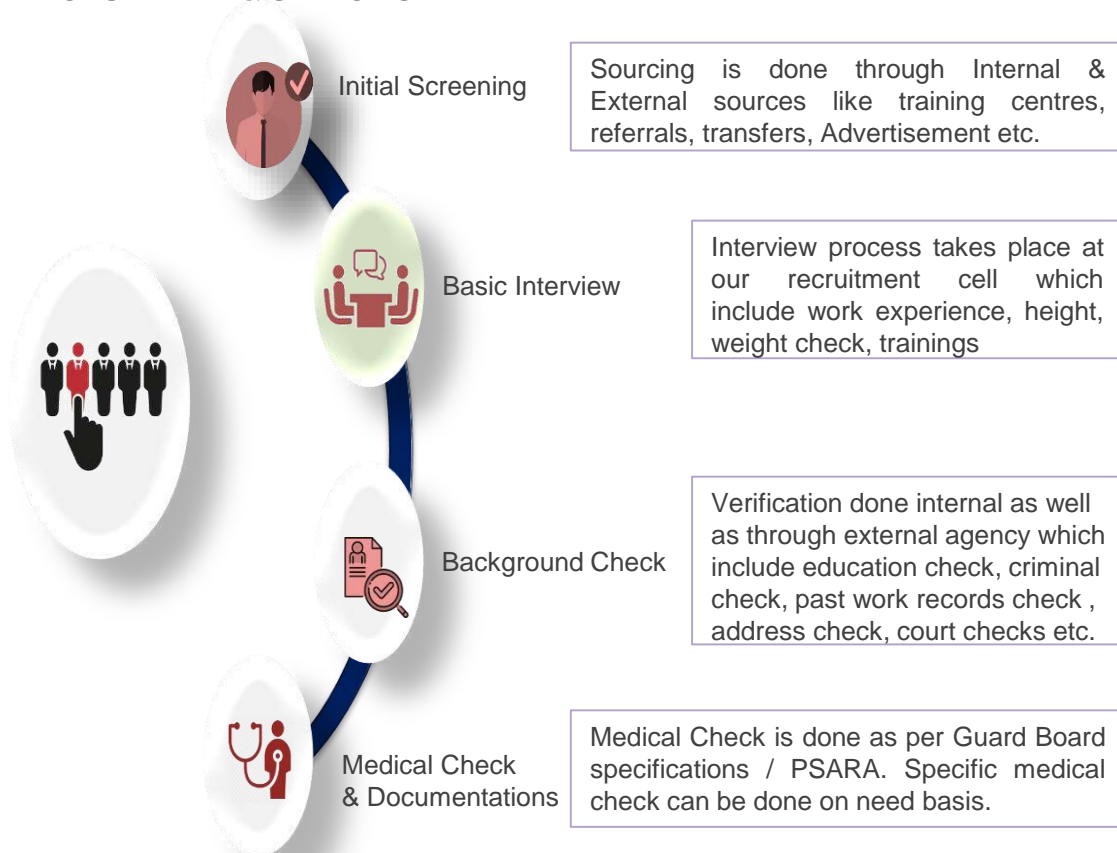 Initial Screening
Sourcing is done through Internal &
External sources like training centres,
referrals, transfers, Advertisement etc.
Basic Interview
Interview process takes place at
our recruitment cell which
include work experience, height,
weight check, trainings
Background Check
Verification done internal as well
as through external agency which
include education check, criminal
check, past work records check ,
address check, court checks etc.
Medical Check
& Documentations
Medical Check is done as per Guard Board
specifications / PSARA. Specific medical
check can be done on need basis.